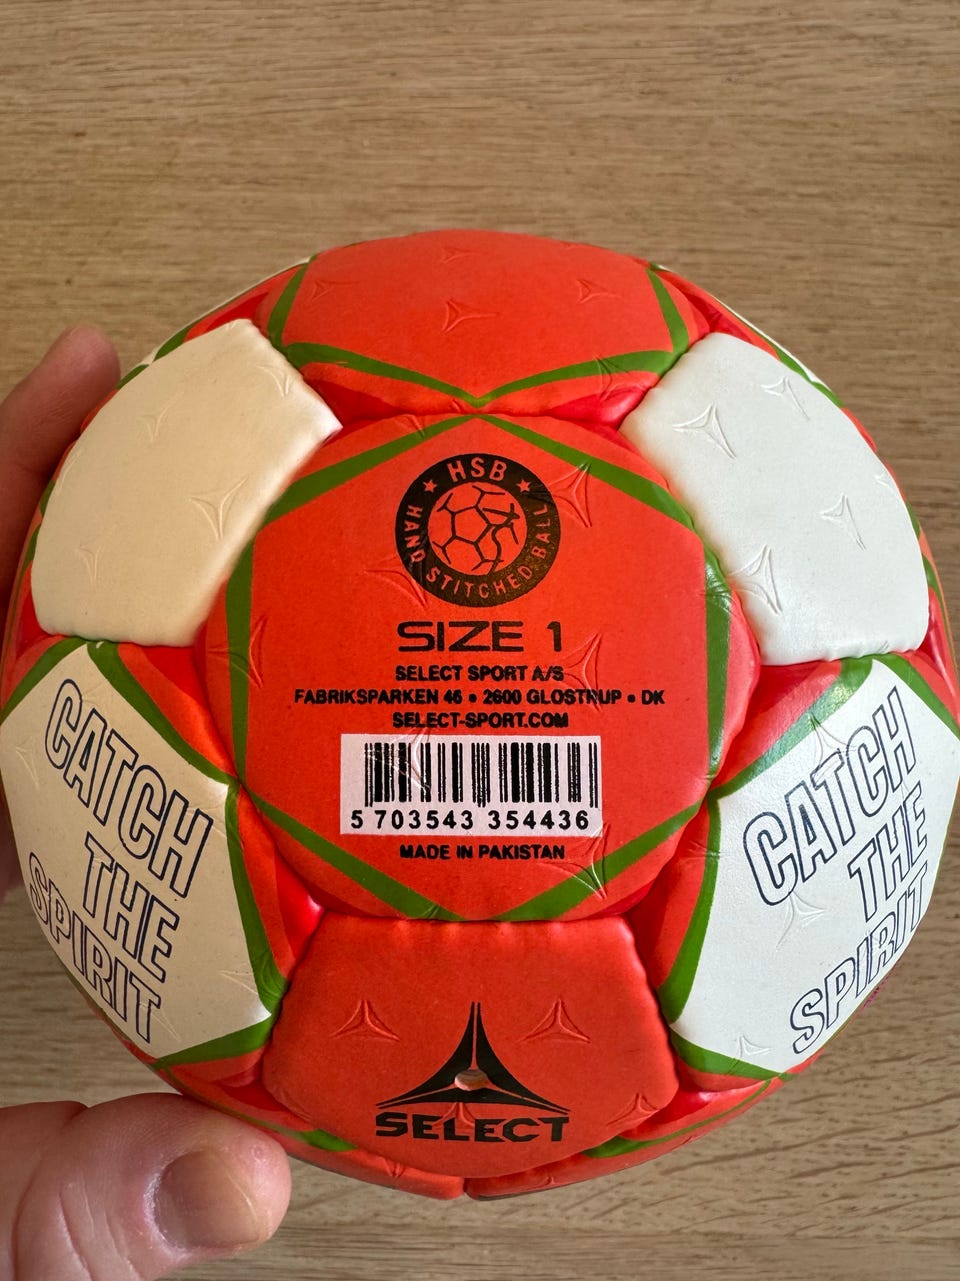 HSB
HAND STITCHED BALL
SIZE 1
SELECT SPORT A/S
FABRIKSPARKEN 46 • 2600 GLOSTRUP • DK
SELECT-SPORT.COM
5 703543 354436
MADE IN PAKISTAN
CATCH
THE
SPIRIT
CATCH
THE
SPIRIT
SELECT